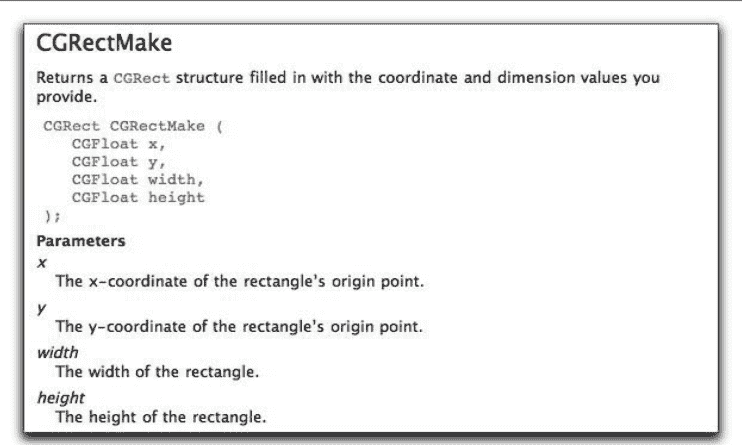 CGRectMake
Returns a CGRect structure filled in with the coordinate and dimension values you
provide.
CGRect CGRectMake (
CGFloat x,
CGFloat y,
CGFloat width,
CGFloat height
);
Parameters
x
The x-coordinate of the rectangle's origin point.
y
The y-coordinate of the rectangle's origin point.
width
The width of the rectangle.
height
The height of the rectangle.